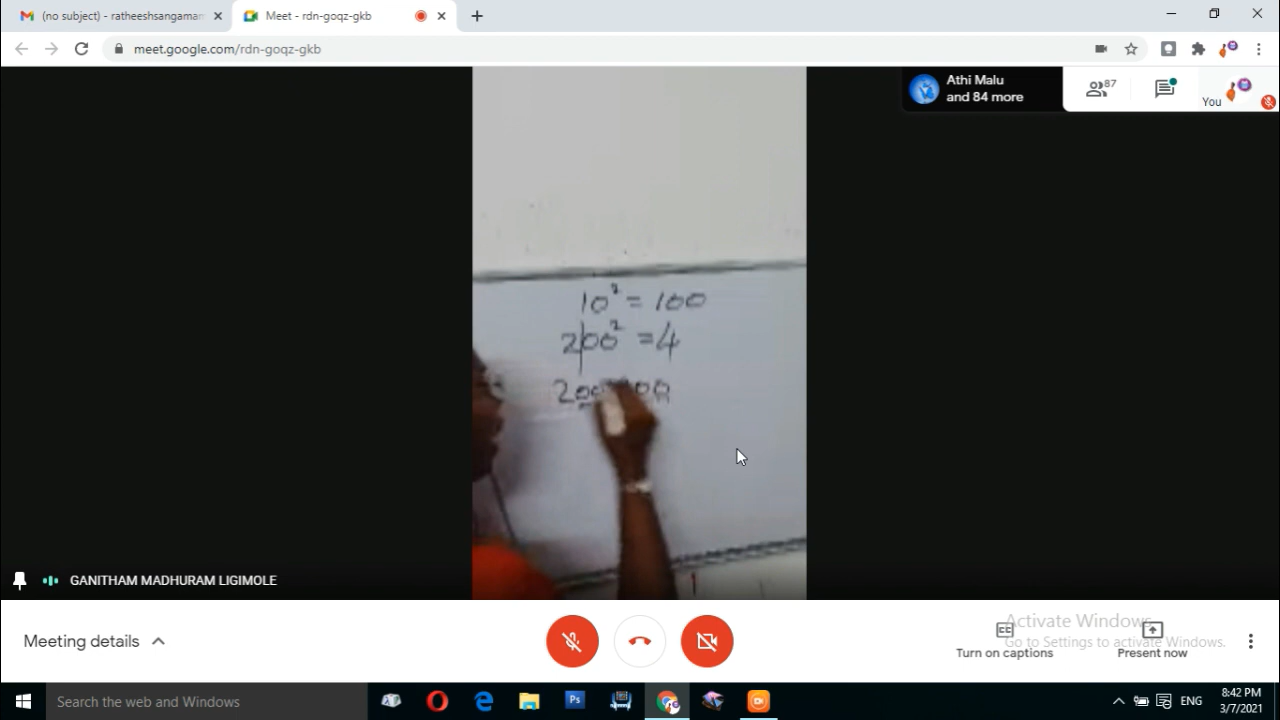 (no subject) - ratheeshsangamam
Meet - rdn-goqz-gkb
meet.google.com/rdn-goqz-gkb
Athi Malu
and 84 more
87
You
10² = 100
200² = 4
GANITHAM MADHURAM LIGIMOLE
Meeting details
Turn on captions
Present now
Activate Windows
Go to Settings to activate Windows.
Search the web and Windows
ENG
8:42 PM
3/7/2021